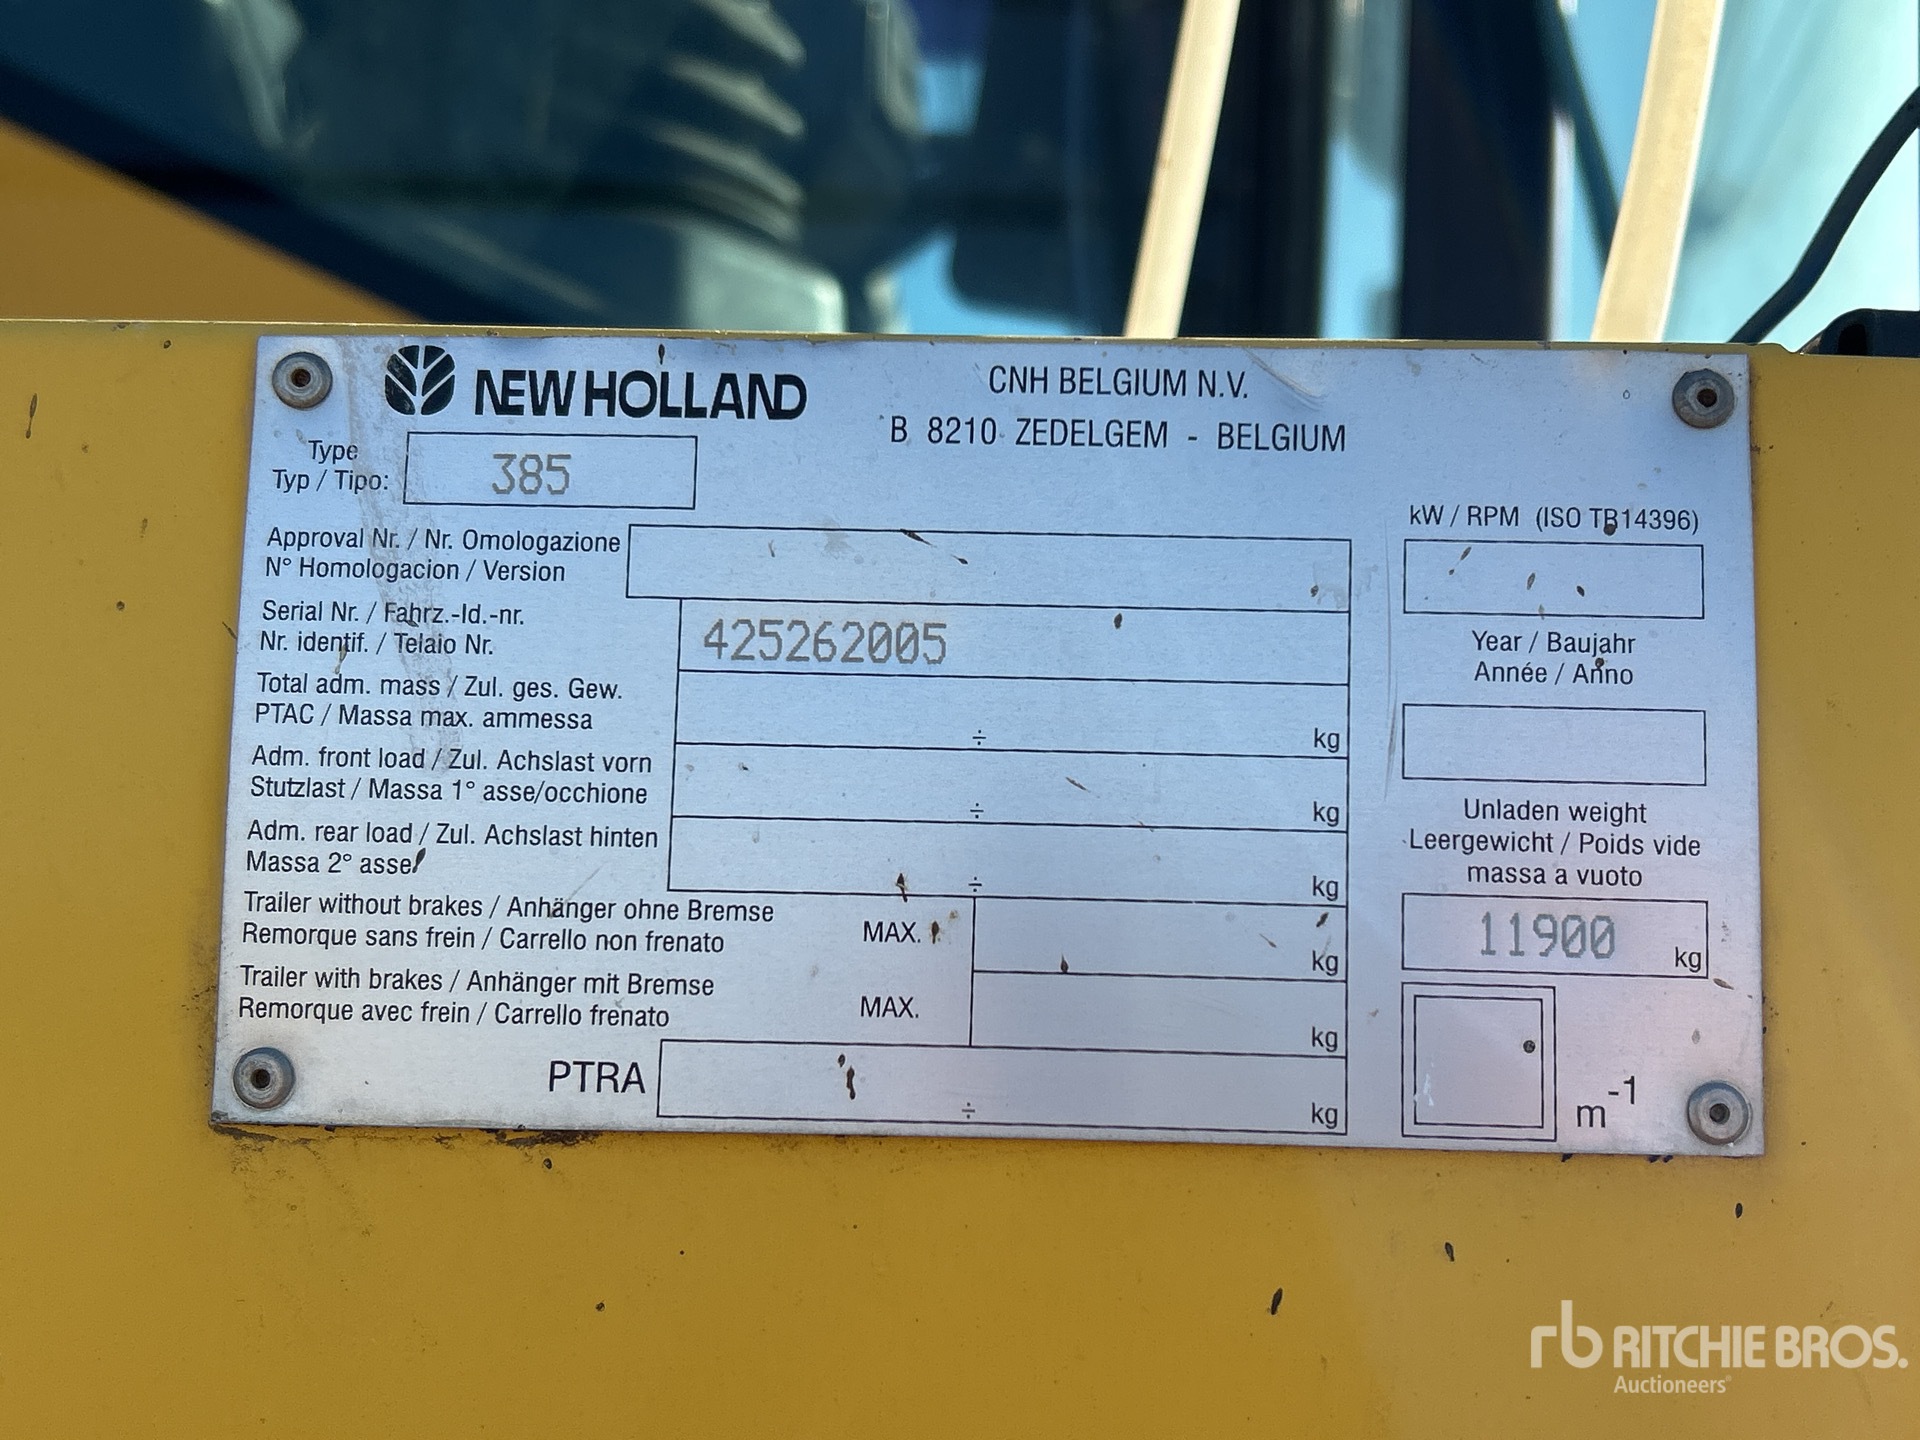 NEW HOLLAND
CNH BELGIUM N.V.
B 8210 ZEDELGEM - BELGIUM
Type
Typ / Tipo:
385
Approval Nr. / Nr. Omologazione
N° Homologacion / Version
Serial Nr. / Fahrz.-Id.-nr.
Nr. identif. / Telaio Nr.
425262005
Total adm. mass / Zul. ges. Gew.
PTAC / Massa max. ammessa
÷ kg
Adm. front load / Zul. Achslast vorn
Stutzlast / Massa 1° asse/occhione
÷ kg
Adm. rear load / Zul. Achslast hinten
Massa 2° asse
÷ kg
Trailer without brakes / Anhänger ohne Bremse
Remorque sans frein / Carrello non frenato
MAX. kg
Trailer with brakes / Anhänger mit Bremse
Remorque avec frein / Carrello frenato
MAX. kg
PTRA ÷ kg
kW / RPM (ISO TR14396)
Year / Baujahr
Année / Anno
Unladen weight
Leergewicht / Poids vide
massa a vuoto
11900 kg
m-1
rb RITCHIE BROS.
Auctioneers